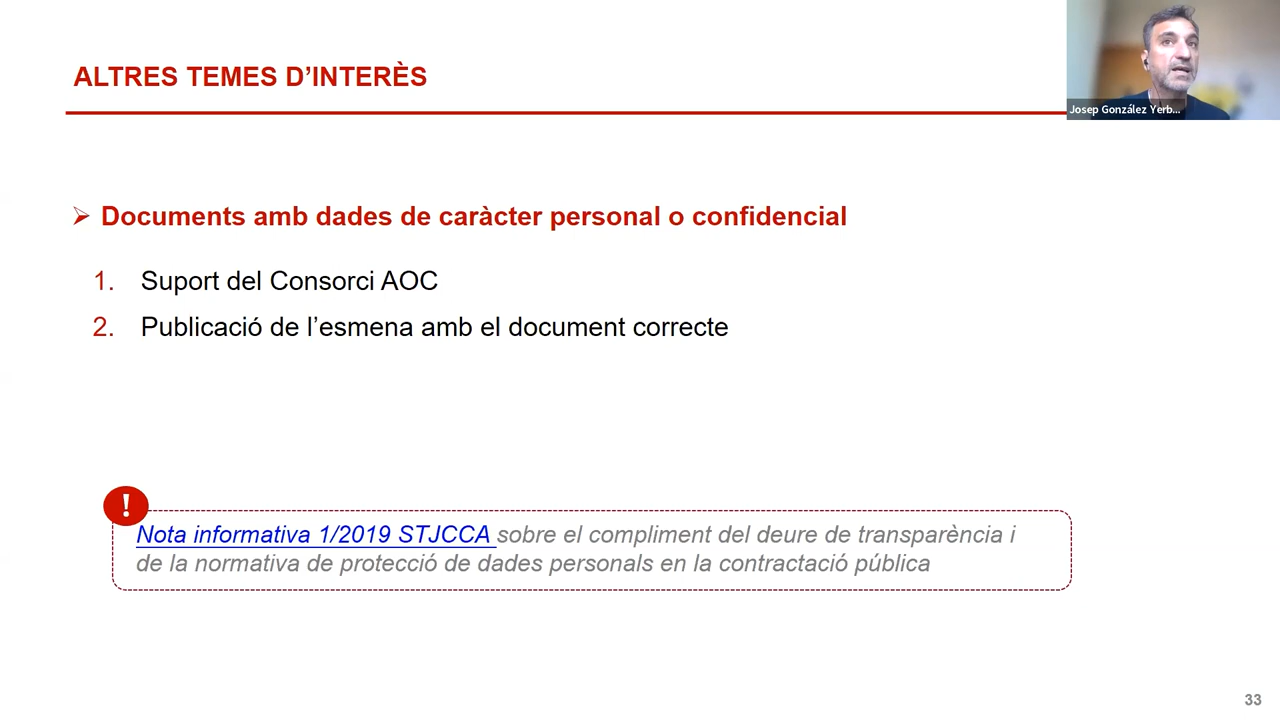 ALTRES TEMES D'INTERÈS
Josep González Yerb...
➢ Documents amb dades de caràcter personal o confidencial
1. Suport del Consorci AOC
2. Publicació de l'esmena amb el document correcte
!
Nota informativa 1/2019 STJCCA sobre el compliment del deure de transparència i
de la normativa de protecció de dades personals en la contractació pública
33